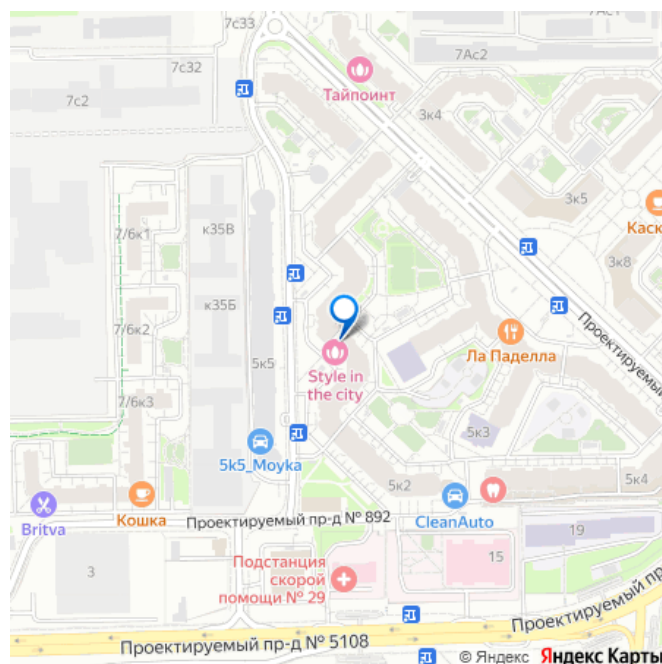 7с33
7с32
7с2
7Ас2
Тайпоинт
3к4
3к5
Каск
3к8
7/6к1
к35В
к35Б
7/6к2
5к5
7/6к3
Style in
the city
Ла Паделла
Проектируемый
5к3
5к2
5к4
5k5_Moyka
CleanAuto
Britva
Кошка
Проектируемый пр-д № 892
19
15
3
Подстанция
скорой
помощи № 29
Проектируемый пр
Проектируемый пр-д № 5108
© Яндекс Яндекс Карты